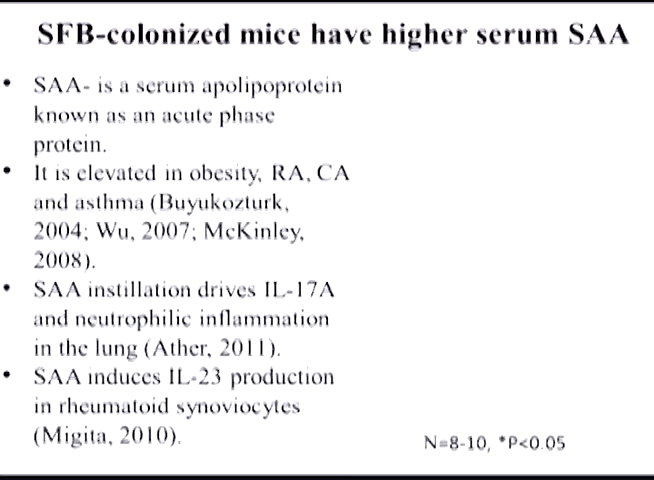 SFB-colonized mice have higher serum SAA
• SAA- is a serum apolipoprotein
known as an acute phase
protein.
• It is elevated in obesity, RA, CA
and asthma (Buyukozturk,
2004; Wu, 2007; McKinley,
2008).
• SAA instillation drives IL-17A
and neutrophilic inflammation
in the lung (Ather, 2011).
• SAA induces IL-23 production
in rheumatoid synoviocytes
(Migita, 2010).
N=8-10, *P<0.05